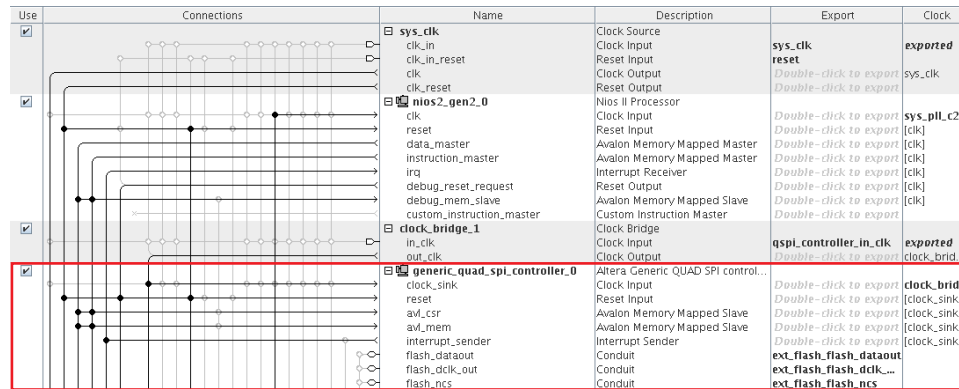 Use Connections Name Description Export Clock
sys_clk Clock Source
clk_in Clock Input sys_clk exported
clk_in_reset Reset Input reset
clk Clock Output Double-click to export sys_clk
clk_reset Reset Output Double-click to export
nios2_gen2_0 Nios II Processor
clk Clock Input Double-click to export sys_pll_c2
reset Reset Input Double-click to export [clk]
data_master Avalon Memory Mapped Master Double-click to export [clk]
instruction_master Avalon Memory Mapped Master Double-click to export [clk]
irq Interrupt Receiver Double-click to export [clk]
debug_reset_request Reset Output Double-click to export [clk]
debug_mem_slave Avalon Memory Mapped Slave Double-click to export [clk]
custom_instruction_master Custom Instruction Master Double-click to export
clock_bridge_1 Clock Bridge
in_clk Clock Input qspi_controller_in_clk exported
out_clk Clock Output Double-click to export clock_brid
generic_quad_spi_controller_0 Altera Generic QUAD SPI control...
clock_sink Clock Input Double-click to export clock_brid
reset Reset Input Double-click to export [clock_sink
avl_csr Avalon Memory Mapped Slave Double-click to export [clock_sink
avl_mem Avalon Memory Mapped Slave Double-click to export [clock_sink
interrupt_sender Interrupt Sender Double-click to export [clock_sink
flash_dataout Conduit ext_flash_flash_dataout
flash_dclk_out Conduit ext_flash_flash_dclk_...
flash_ncs Conduit ext_flash_flash_ncs